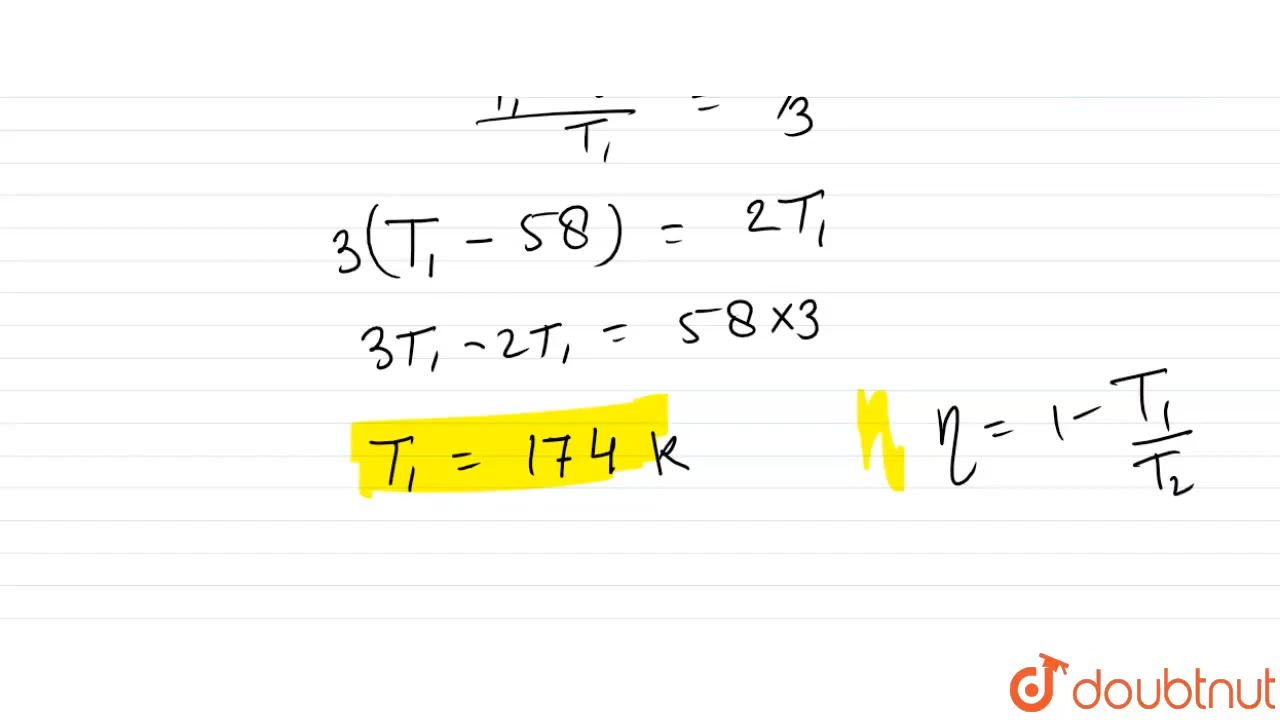 T₁ = 3
3(T₁ - 58) = 2T₁
3T₁ - 2T₁ = 58×3
T₁ = 174 K
η η = 1 - T₁/T₂
doubtnut